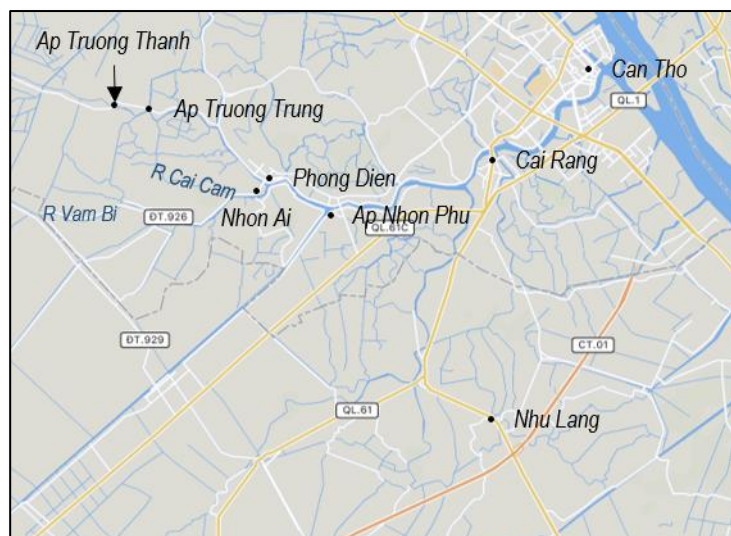 Ap Truong Thanh
Can Tho
QL.1
Ap Truong Trung
Cai Rang
R Cai Cam
Phong Dien
R Vam Bi
ĐT.926
Nhon Ai
Ap Nhon Phu
QL.61C
ĐT.929
CT.01
QL.61
Nhu Lang